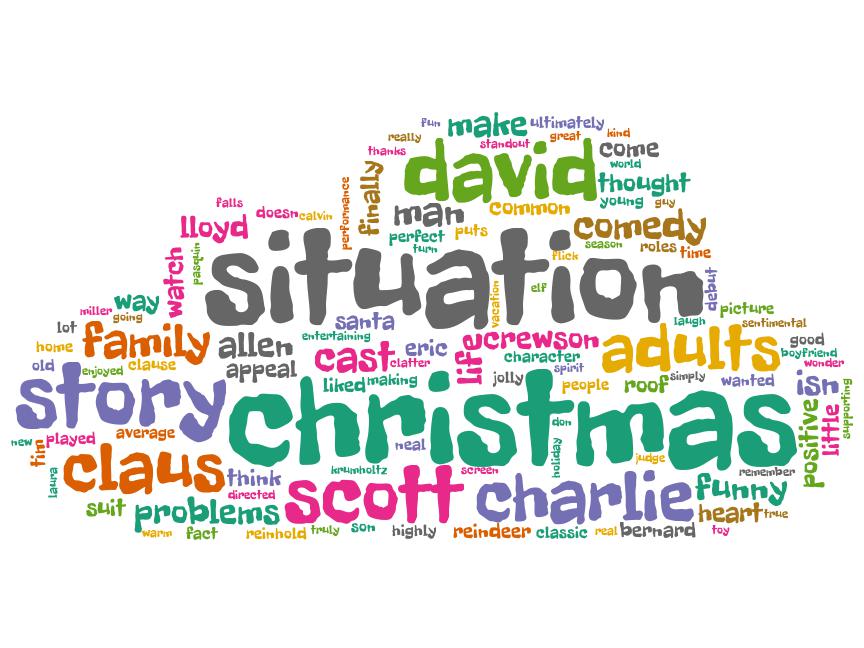 fun make ultimately
really standout great kind
thanks david come
world
finally thought
performance young guy
falls doesn calvin man common
lloyd comedy
perfect puts
turn season roles
watch pasquin situation flick time
vacation elf debut
miller way picture
going santa laugh sentimental
lot family allen entertaining crewson adults good
home cast eric life boyfriend
old clause appeal clatter character wonder
enjoyed spirit
liked making jolly people roof simply wanted isn
story christmas positive little supporting
new played average don
tim neal holiday judge
claus think krumholtz screen remember
laura directed scott charlie funny
suit problems heart true
warm fact reinhold truly son highly reindeer classic real bernard toy